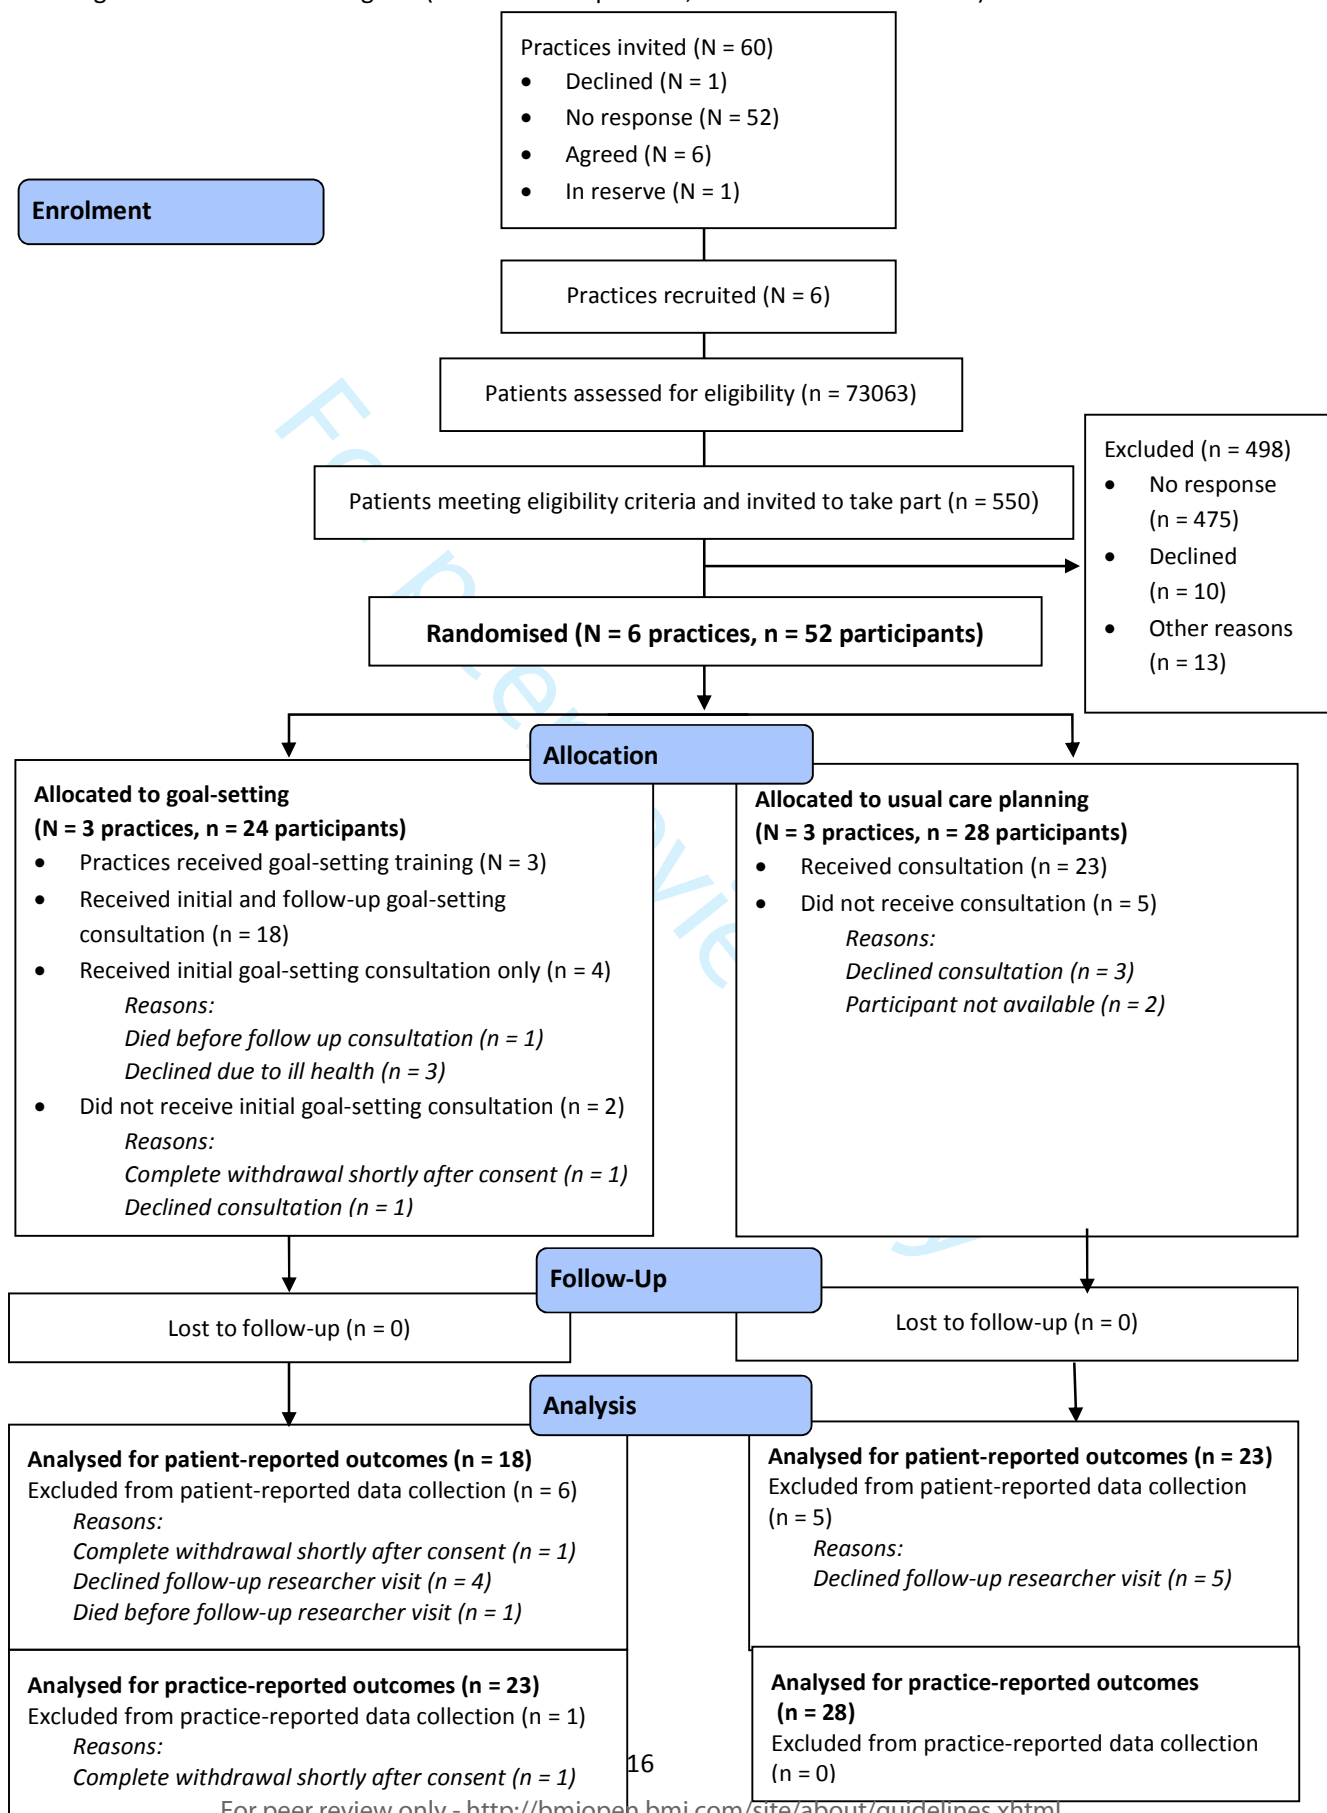 Practices invited (N = 60)
• Declined (N = 1)
• No response (N = 52)
• Agreed (N = 6)
• In reserve (N = 1)
Enrolment
Practices recruited (N = 6)
Patients assessed for eligibility (n = 73063)
Patients meeting eligibility criteria and invited to take part (n = 550)
Excluded (n = 498)
• No response
(n = 475)
• Declined
(n = 10)
• Other reasons
(n = 13)
Randomised (N = 6 practices, n = 52 participants)
Allocation
Allocated to goal-setting
(N = 3 practices, n = 24 participants)
• Practices received goal-setting training (N = 3)
• Received initial and follow-up goal-setting
consultation (n = 18)
• Received initial goal-setting consultation only (n = 4)
Reasons:
Died before follow up consultation (n = 1)
Declined due to ill health (n = 3)
• Did not receive initial goal-setting consultation (n = 2)
Reasons:
Complete withdrawal shortly after consent (n = 1)
Declined consultation (n = 1)
Allocated to usual care planning
(N = 3 practices, n = 28 participants)
• Received consultation (n = 23)
• Did not receive consultation (n = 5)
Reasons:
Declined consultation (n = 3)
Participant not available (n = 2)
Follow-Up
Lost to follow-up (n = 0)
Lost to follow-up (n = 0)
Analysis
Analysed for patient-reported outcomes (n = 18)
Excluded from patient-reported data collection (n = 6)
Reasons:
Complete withdrawal shortly after consent (n = 1)
Declined follow-up researcher visit (n = 4)
Died before follow-up researcher visit (n = 1)
Analysed for patient-reported outcomes (n = 23)
Excluded from patient-reported data collection
(n = 5)
Reasons:
Declined follow-up researcher visit (n = 5)
Analysed for practice-reported outcomes (n = 23)
Excluded from practice-reported data collection (n = 1)
Reasons:
Complete withdrawal shortly after consent (n = 1)
Analysed for practice-reported outcomes
(n = 28)
Excluded from practice-reported data collection
(n = 0)
16
For peer review only - http://bmjopen.bmj.com/site/about/guidelines.xhtml